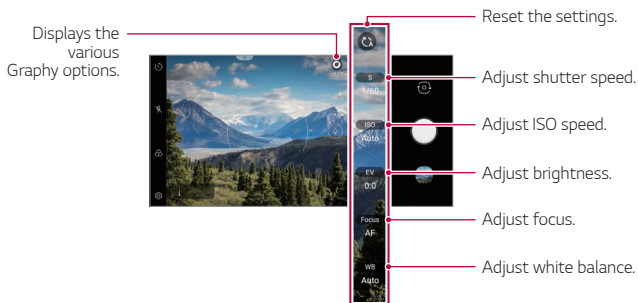 Reset the settings.
Displays the
various
Graphy options.
S
1/60
Adjust shutter speed.
ISO
Auto
Adjust ISO speed.
EV
0.0
Adjust brightness.
Focus
AF
Adjust focus.
WB
Auto
Adjust white balance.